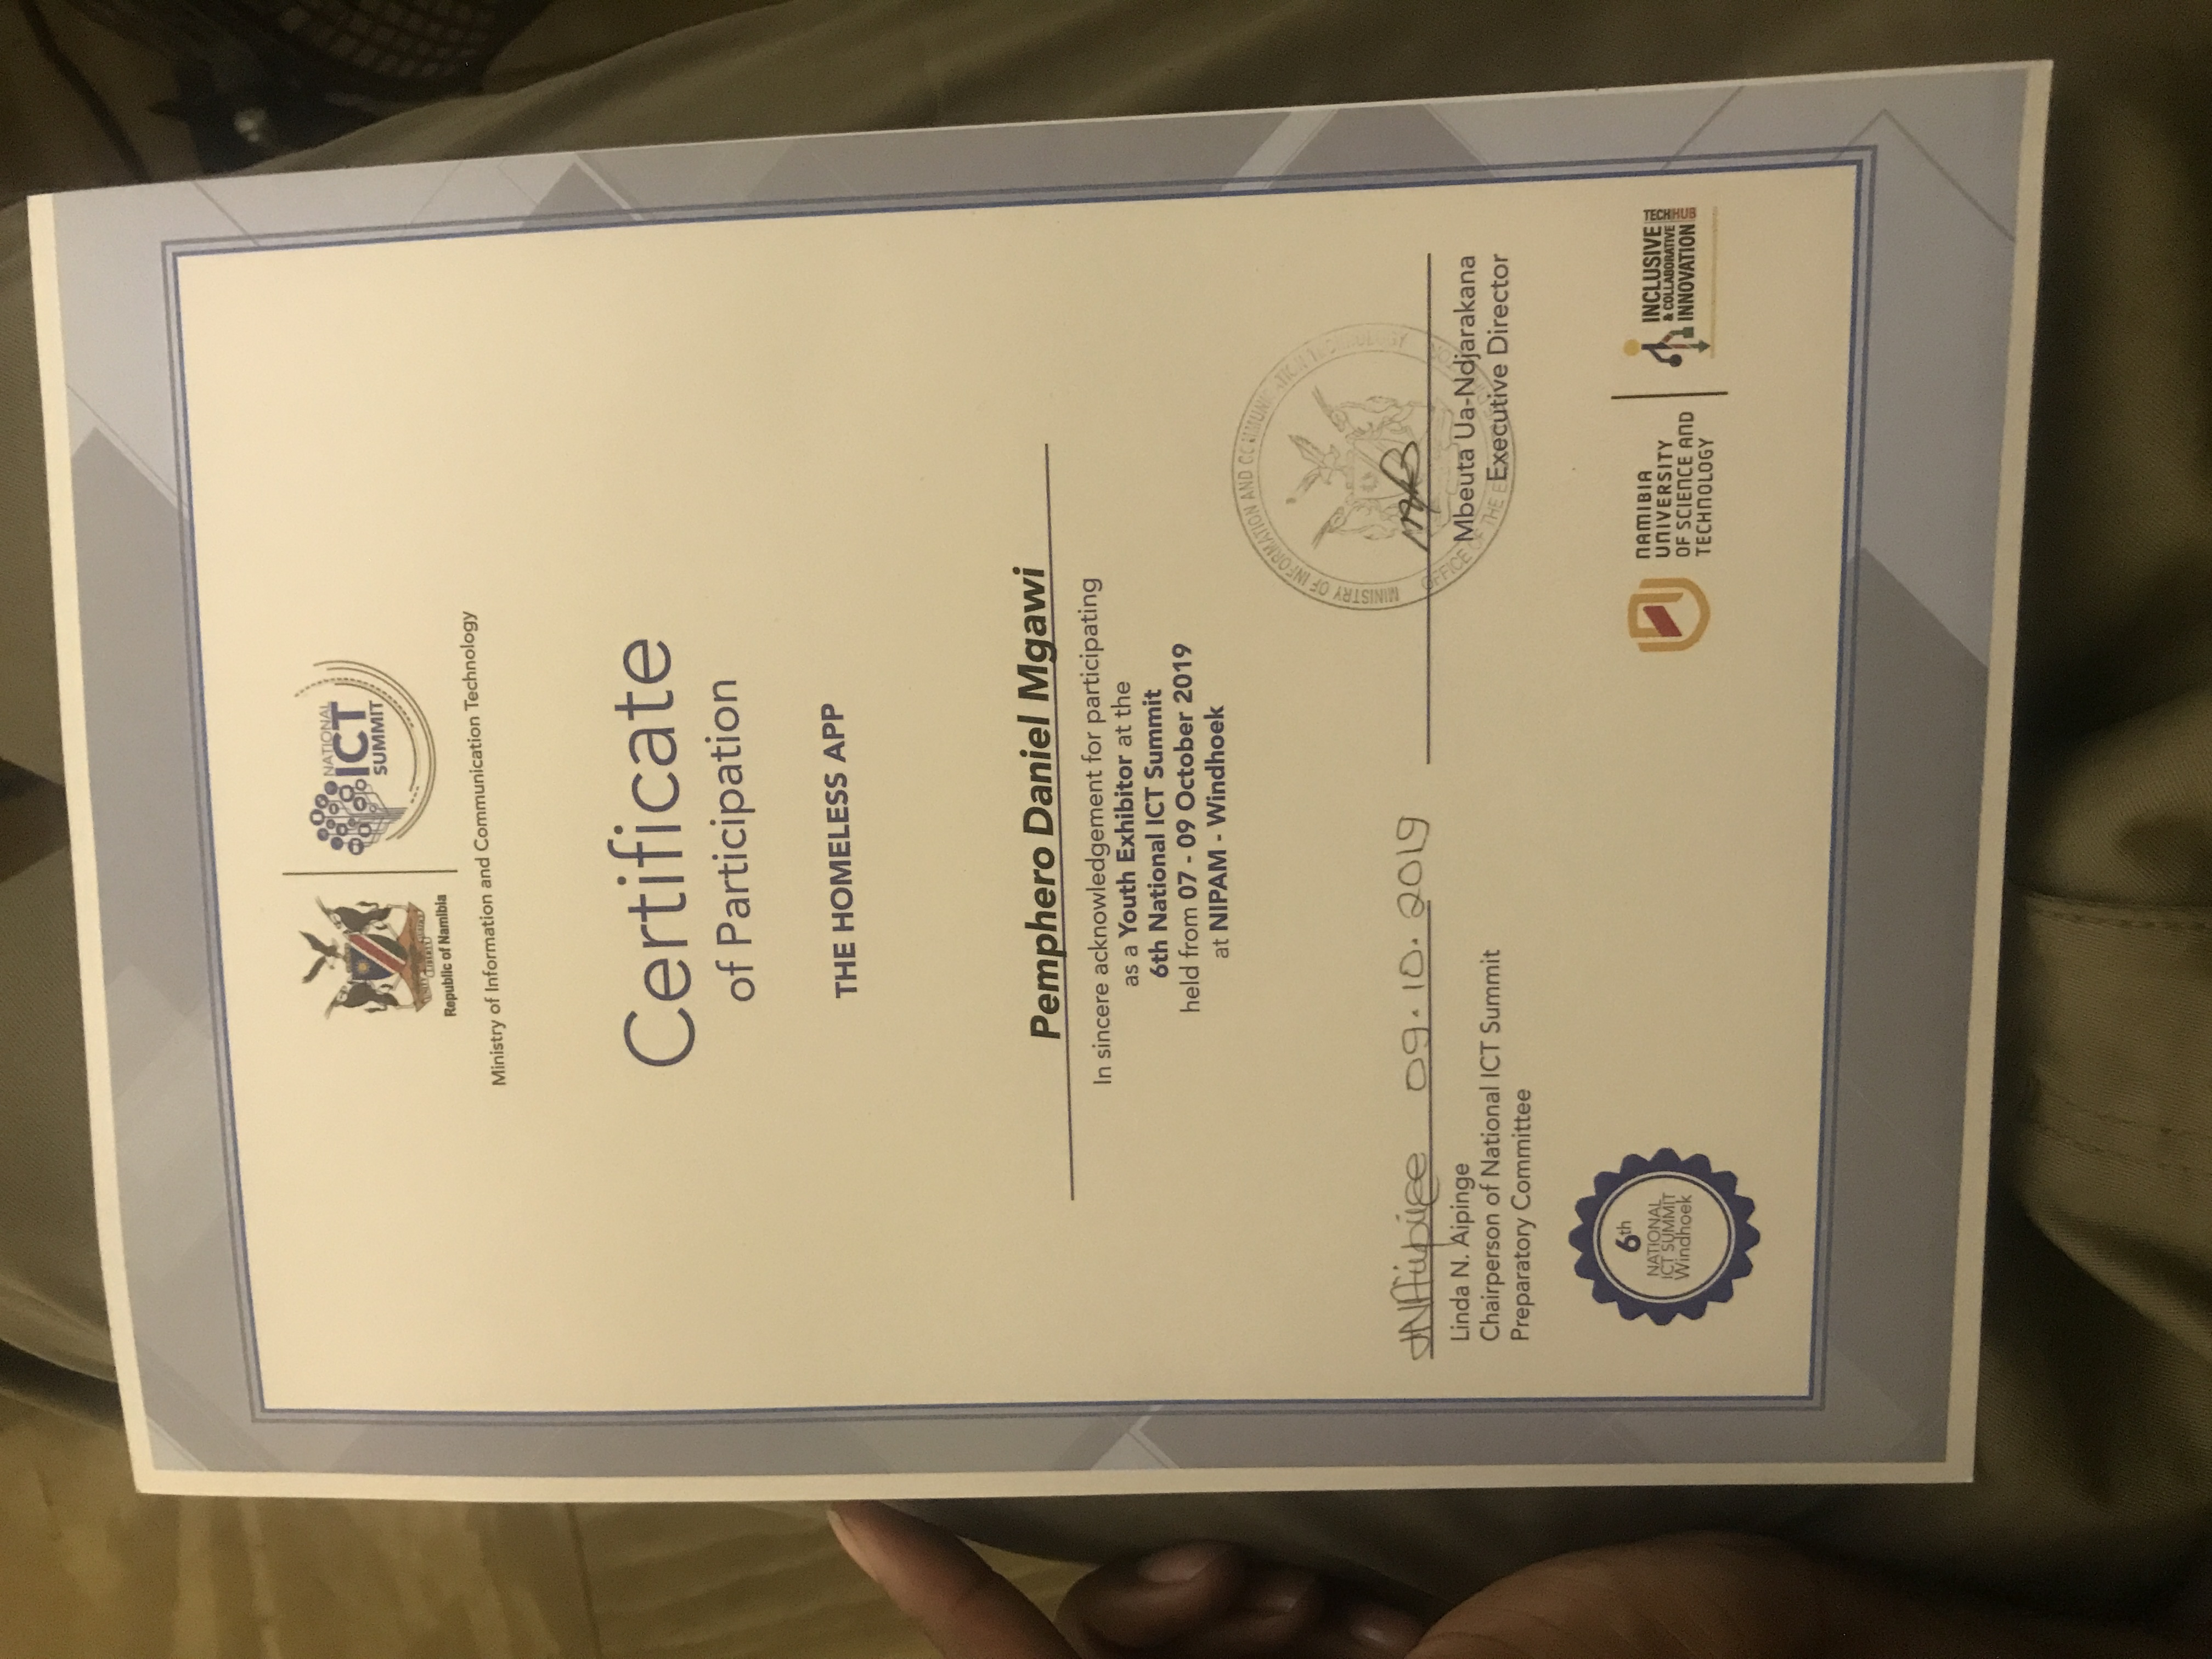 Republic of Namibia
NATIONAL
ICT
SUMMIT
Ministry of Information and Communication Technology
Certificate
of Participation
THE HOMELESS APP
Pemphero Daniel Mgawi
In sincere acknowledgement for participating
as a Youth Exhibitor at the
6th National ICT Summit
held from 07 - 09 October 2019
at NIPAM - Windhoek
MINISTRY OF INFORMATION AND COMMUNICATION
OFFICE OF THE
09.10.2019
Linda N. Aipinge
Chairperson of National ICT Summit
Preparatory Committee
Mbeuta Ua-Ndjarakana
Executive Director
6th
NATIONAL
ICT SUMMIT
Windhoek
NAMIBIA
UNIVERSITY
OF SCIENCE AND
TECHNOLOGY
INCLUSIVE
& COLLABORATIVE
INNOVATION
TECH HUB